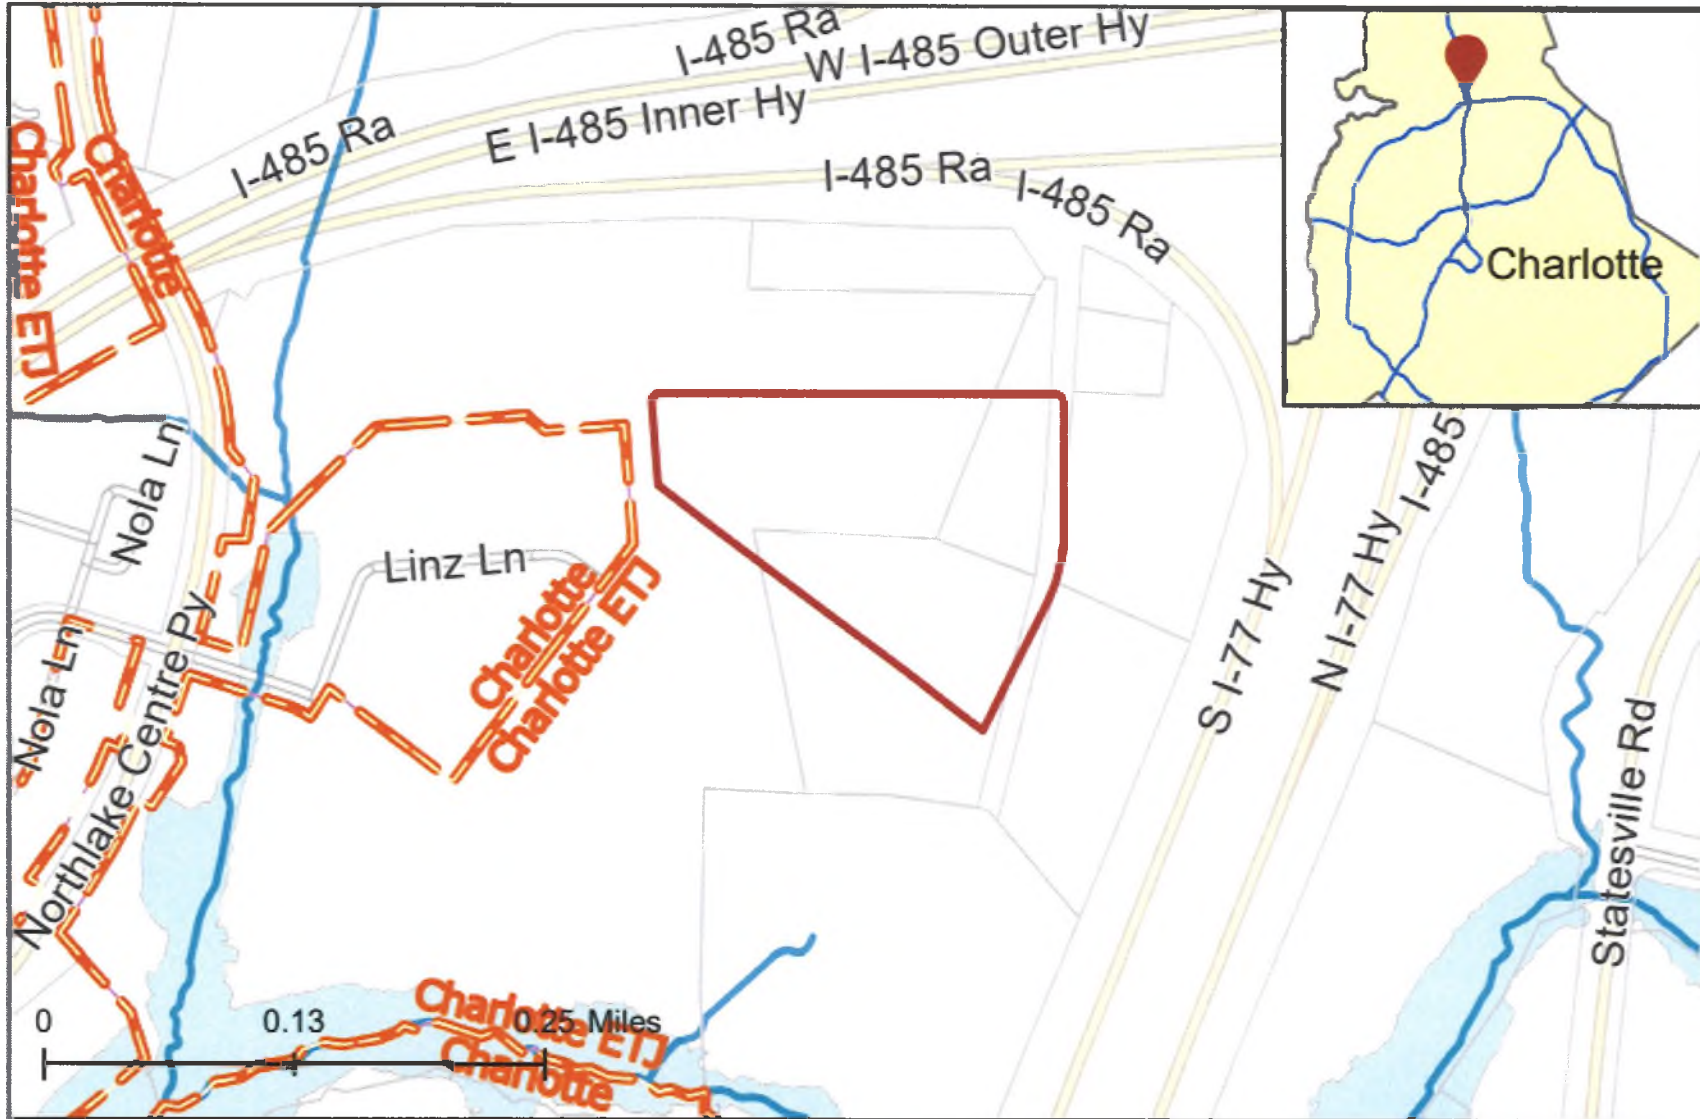 I-485 Ra
W I-485 Outer Hy
E I-485 Inner Hy
I-485 Ra
I-485 Ra
I-485 Ra
Charlotte
Charlotte ETJ
Charlotte
Nola Ln
I-485
Linz Ln
Charlotte
Charlotte ETJ
S I-77 Hy
N I-77 Hy
Nola Ln
Northlake Centre Py
Statesville Rd
Charlotte ETJ
Charlotte
0 0.13 0.25 Miles